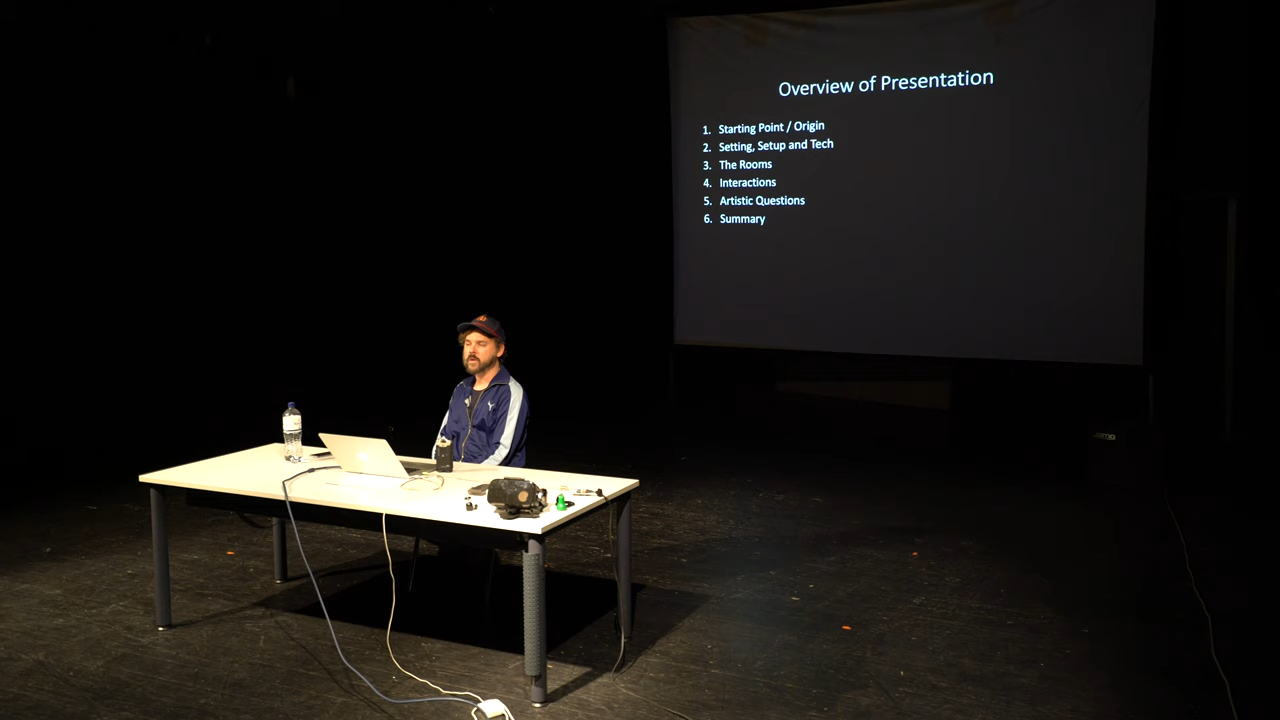 Overview of Presentation
1. Starting Point / Origin
2. Setting, Setup and Tech
3. The Rooms
4. Interactions
5. Artistic Questions
6. Summary